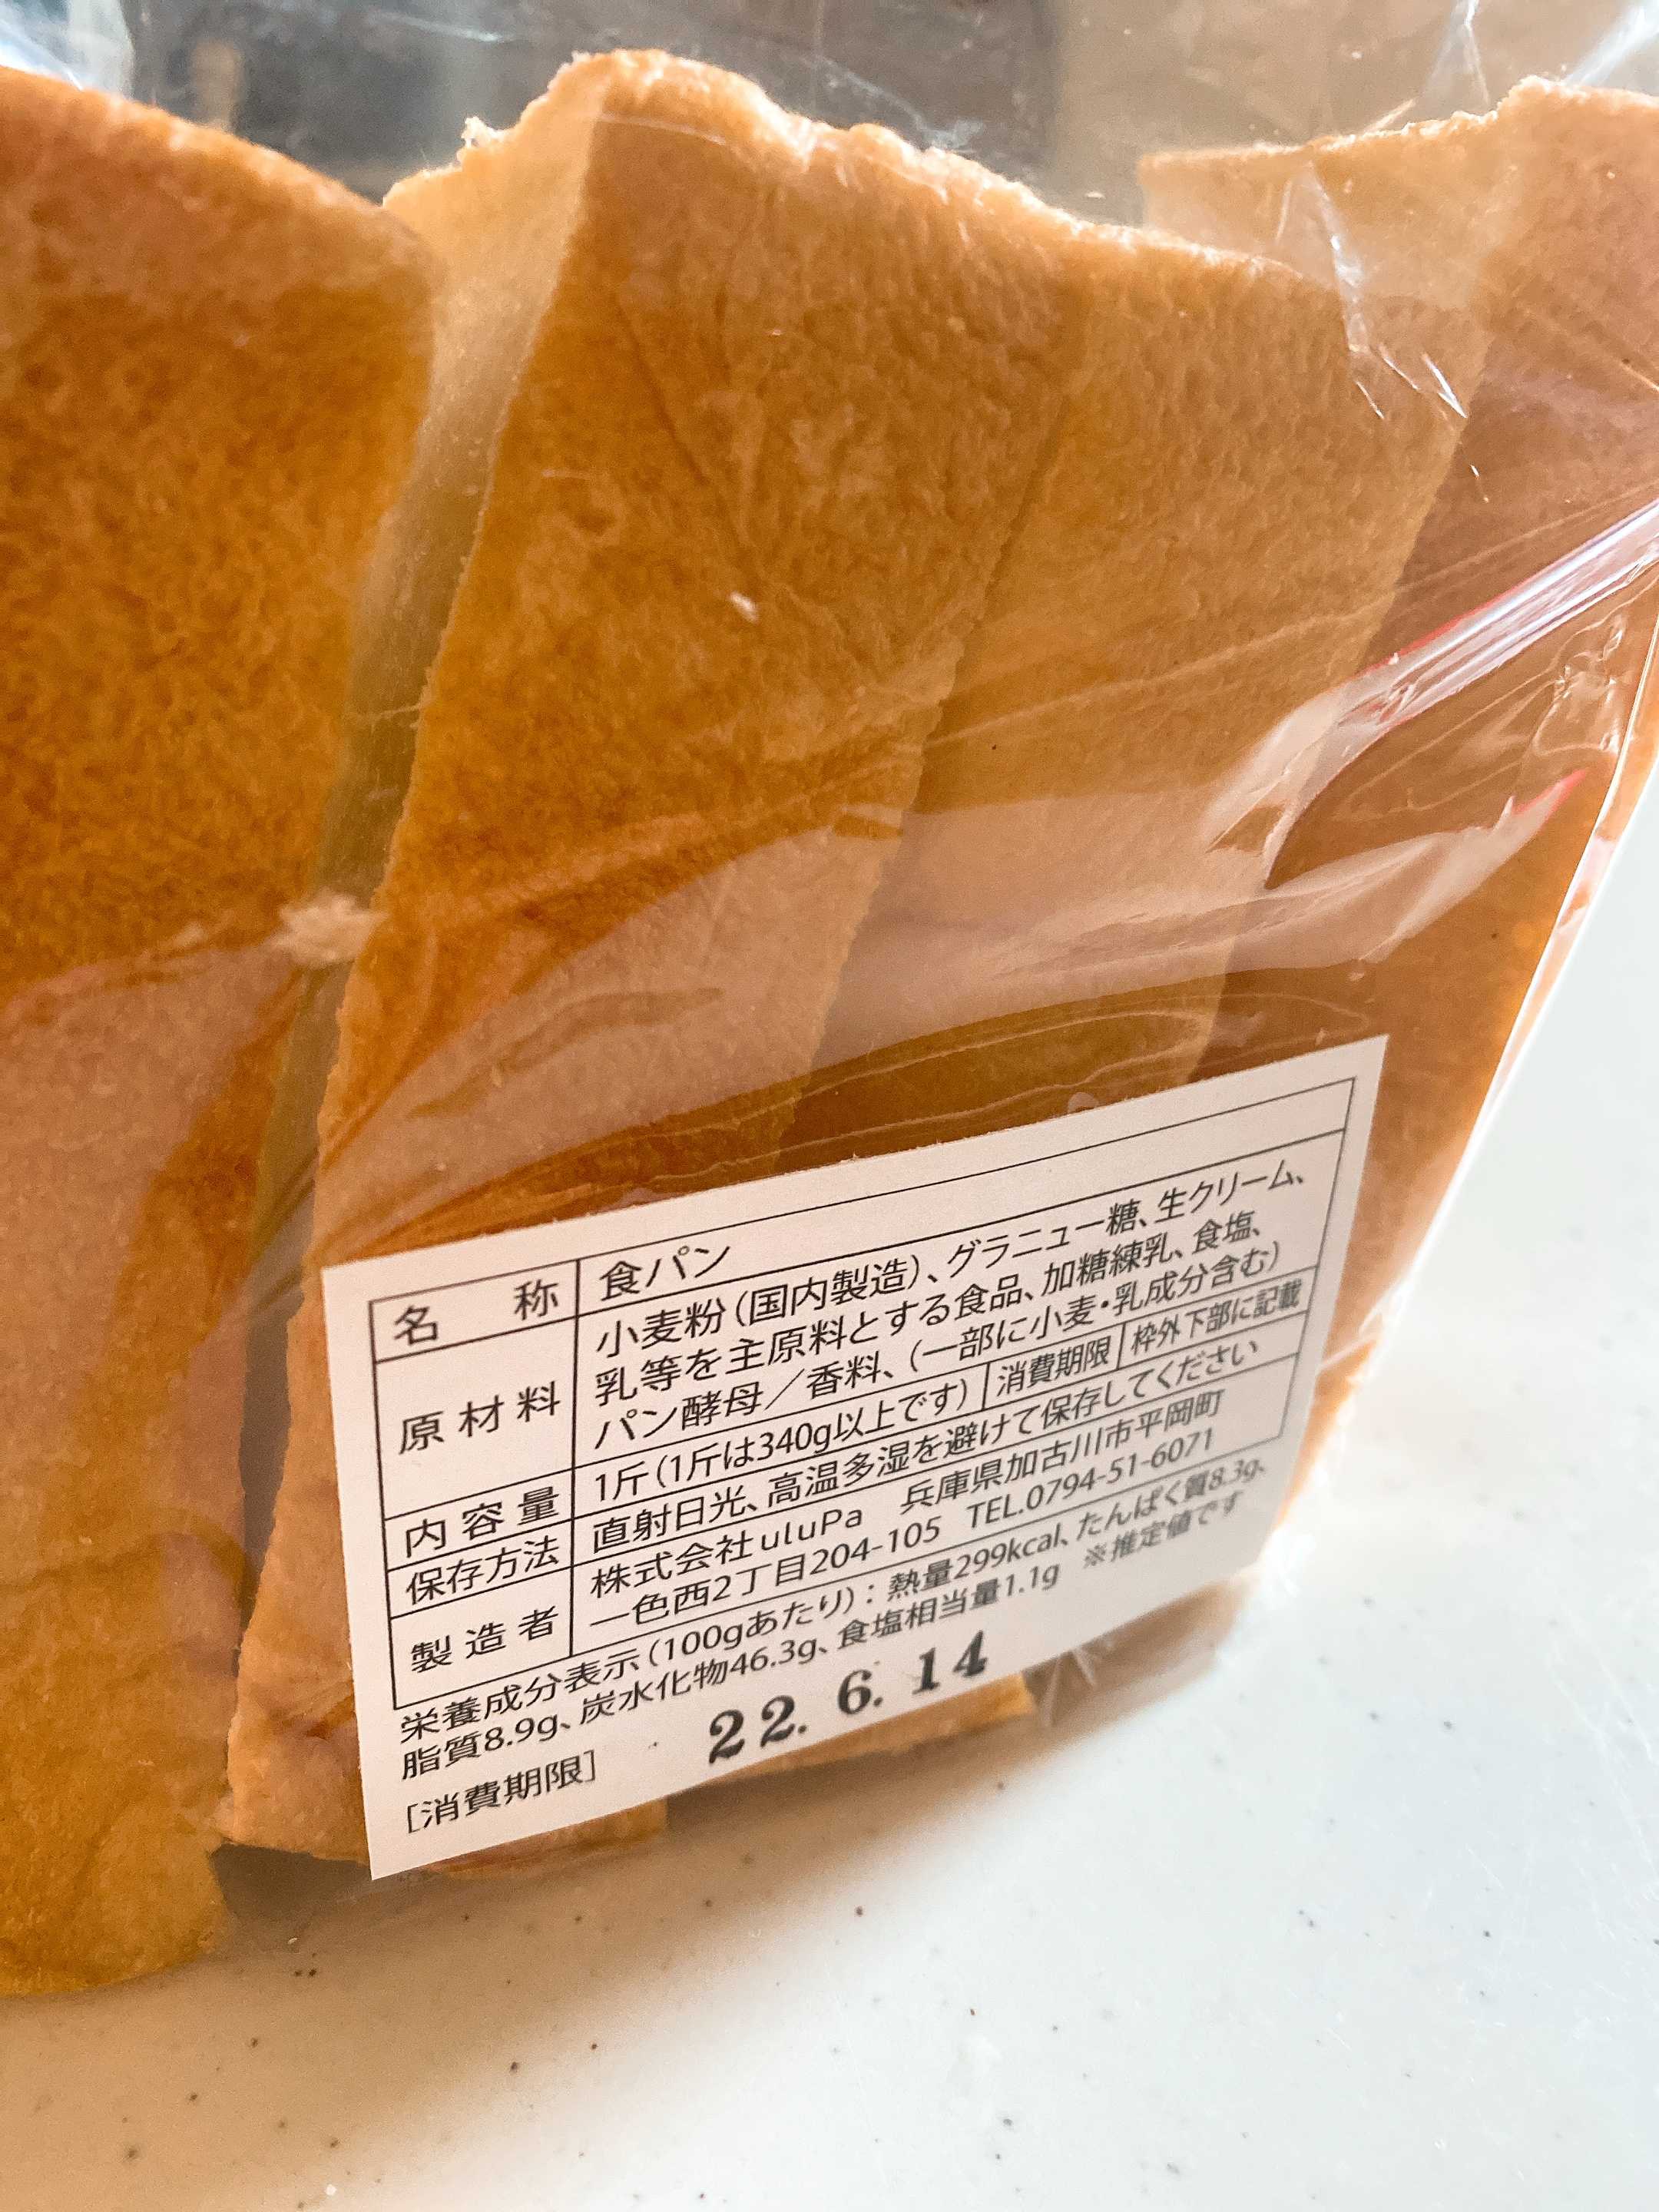 名称 食パン
原材料 小麦粉(国内製造)、グラニュー糖、生クリーム、
乳等を主原料とする食品、加糖練乳、食塩、
パン酵母／香料、(一部に小麦・乳成分含む)
内容量 1斤(1斤は340g以上です) 消費期限 枠外下部に記載
保存方法 直射日光、高温多湿を避けて保存してください
製造者 株式会社uluPa 兵庫県加古川市平岡町
一色西2丁目204-105 TEL.0794-51-6071
栄養成分表示(100gあたり)：熱量299kcal、たんぱく質8.3g、
脂質8.9g、炭水化物46.3g、食塩相当量1.1g ※推定値です
[消費期限] 22. 6. 14